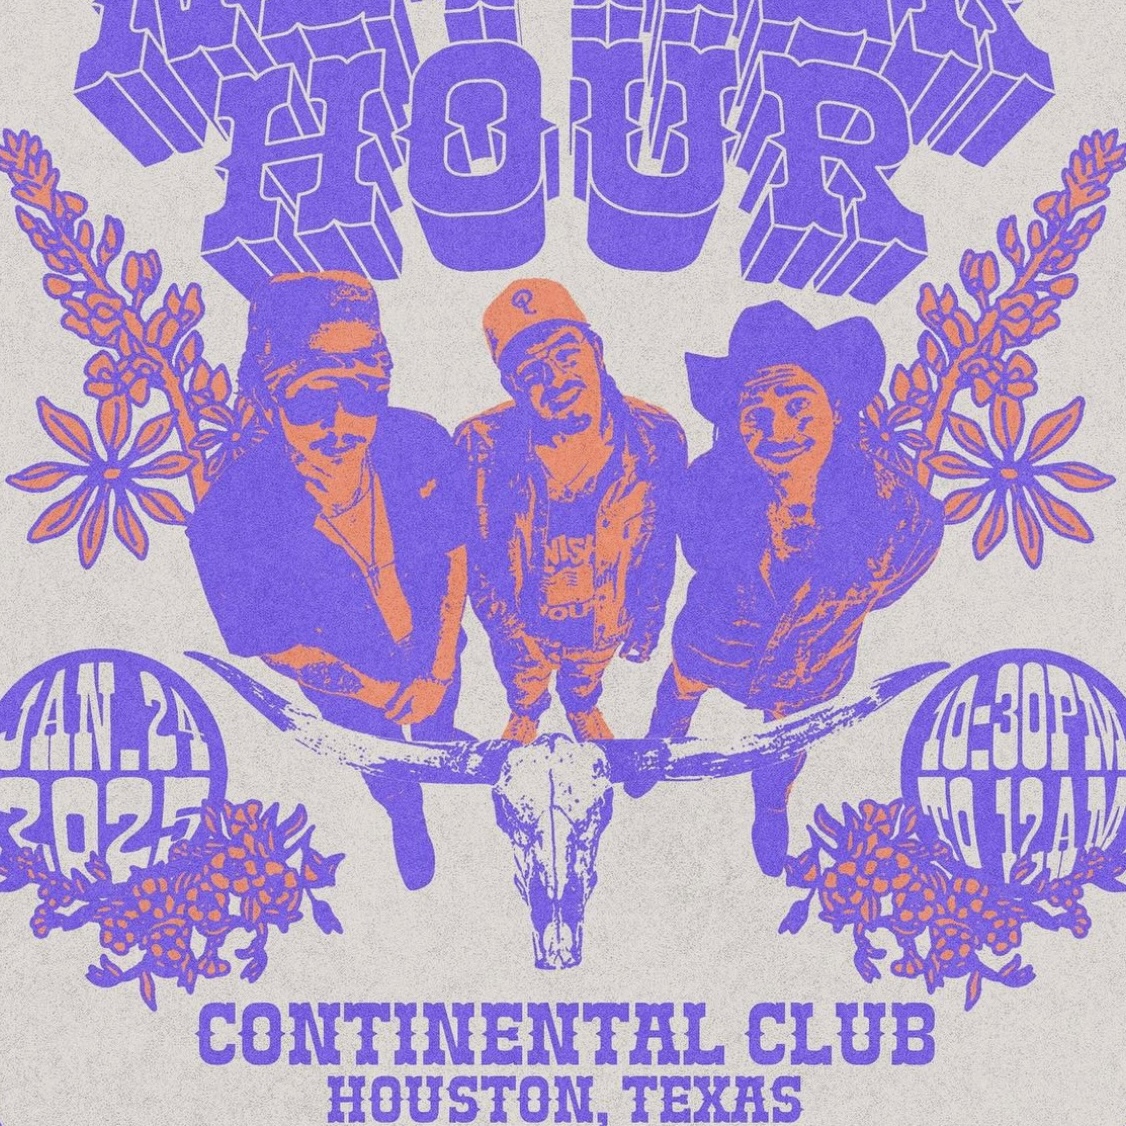 HOUR
JAN. 24
2025
10:30PM
TO 12AM
CONTINENTAL CLUB
HOUSTON, TEXAS